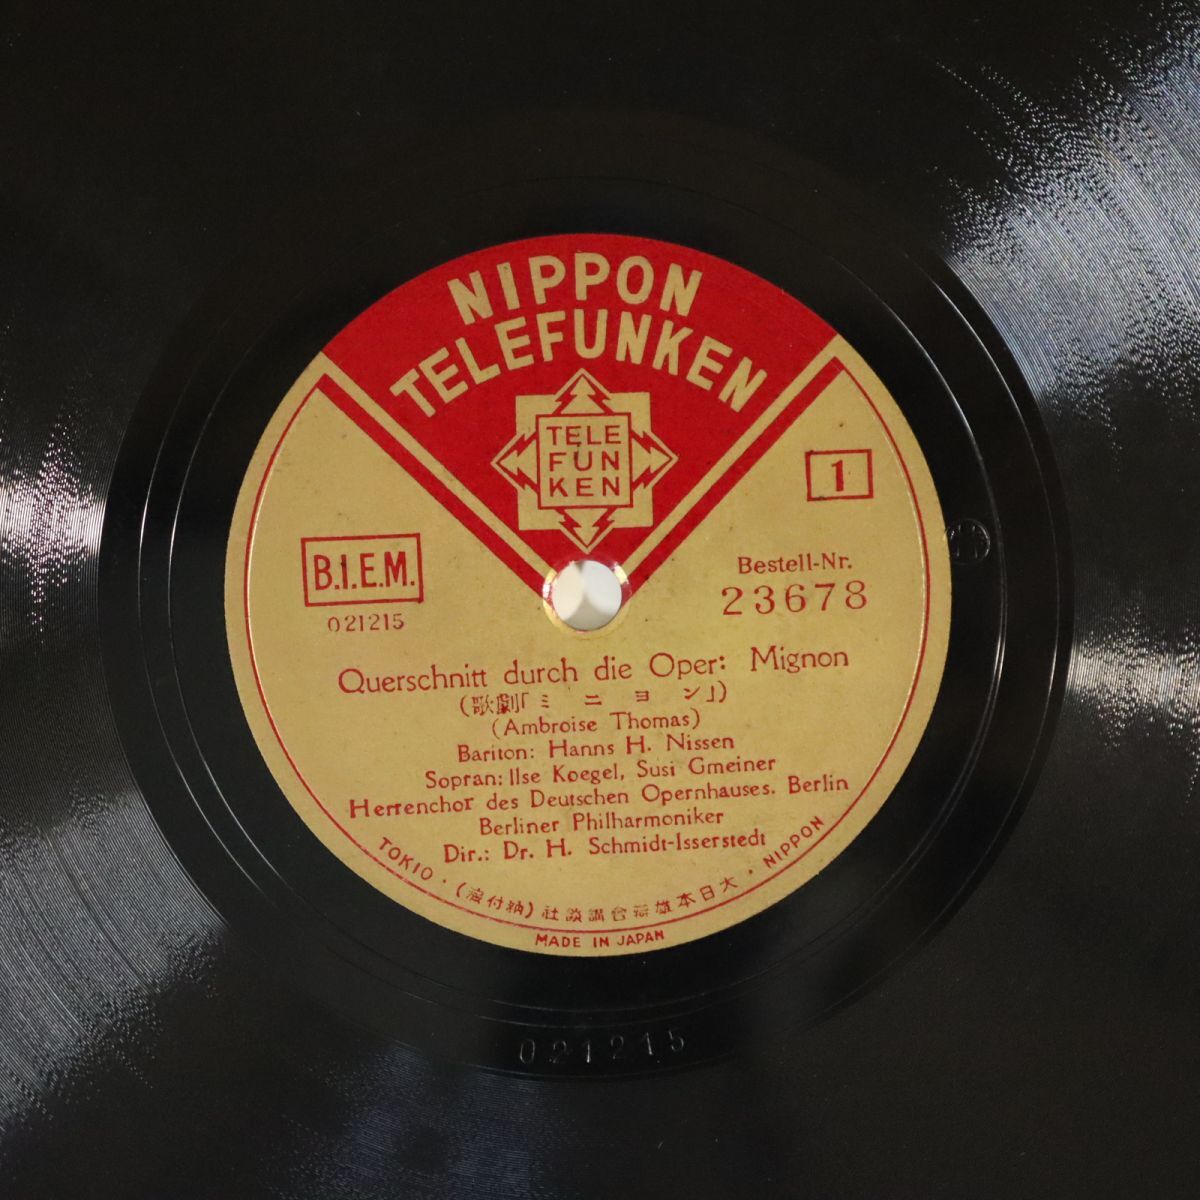 NIPPON
TELEFUNKEN
TELE
FUN
KEN
1
B.I.E.M.
021215
Bestell-Nr.
23678
Querschnitt durch die Oper: Mignon
(歌劇「ミニヨン」)
(Ambroise Thomas)
Bariton: Hanns H. Nissen
Sopran: Ilse Koegel, Susi Gmeiner
Herrenchor des Deutschen Opernhauses. Berlin
Berliner Philharmoniker
Dir.: Dr. H. Schmidt-Isserstedt
TOKIO · (納付済) 社談講会辯雄本日大 · NIPPON
MADE IN JAPAN
021215